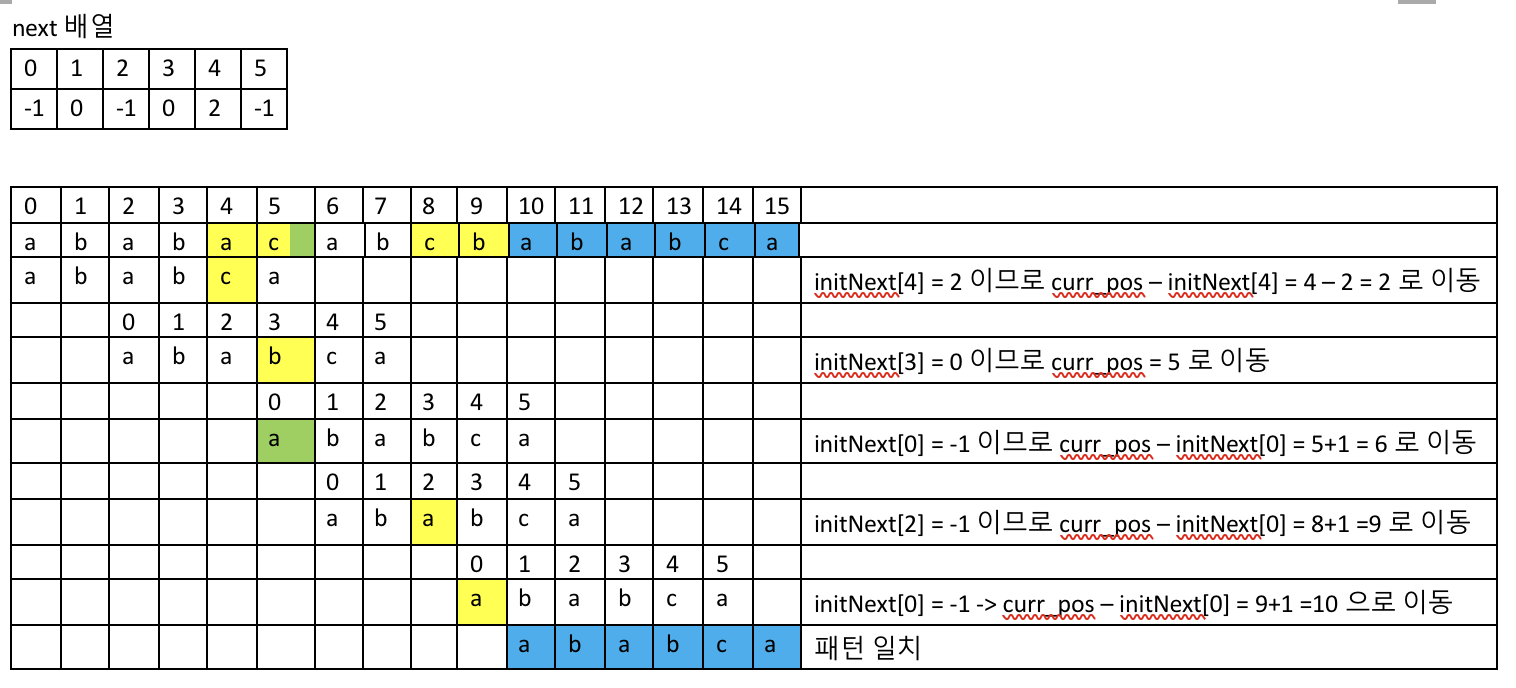 next 배열
0 1 2 3 4 5
-1 0 -1 0 2 -1
0 1 2 3 4 5 6 7 8 9 10 11 12 13 14 15
a b a b a c a b c b a b a b c a
a b a b c a initNext[4] = 2 이므로 curr_pos – initNext[4] = 4 – 2 = 2 로 이동
0 1 2 3 4 5
a b a b c a initNext[3] = 0 이므로 curr_pos = 5 로 이동
0 1 2 3 4 5
a b a b c a initNext[0] = -1 이므로 curr_pos – initNext[0] = 5+1 = 6 로 이동
0 1 2 3 4 5
a b a b c a initNext[2] = -1 이므로 curr_pos – initNext[0] = 8+1 =9 로 이동
0 1 2 3 4 5
a b a b c a initNext[0] = -1 -> curr_pos – initNext[0] = 9+1 =10 으로 이동
a b a b c a 패턴 일치